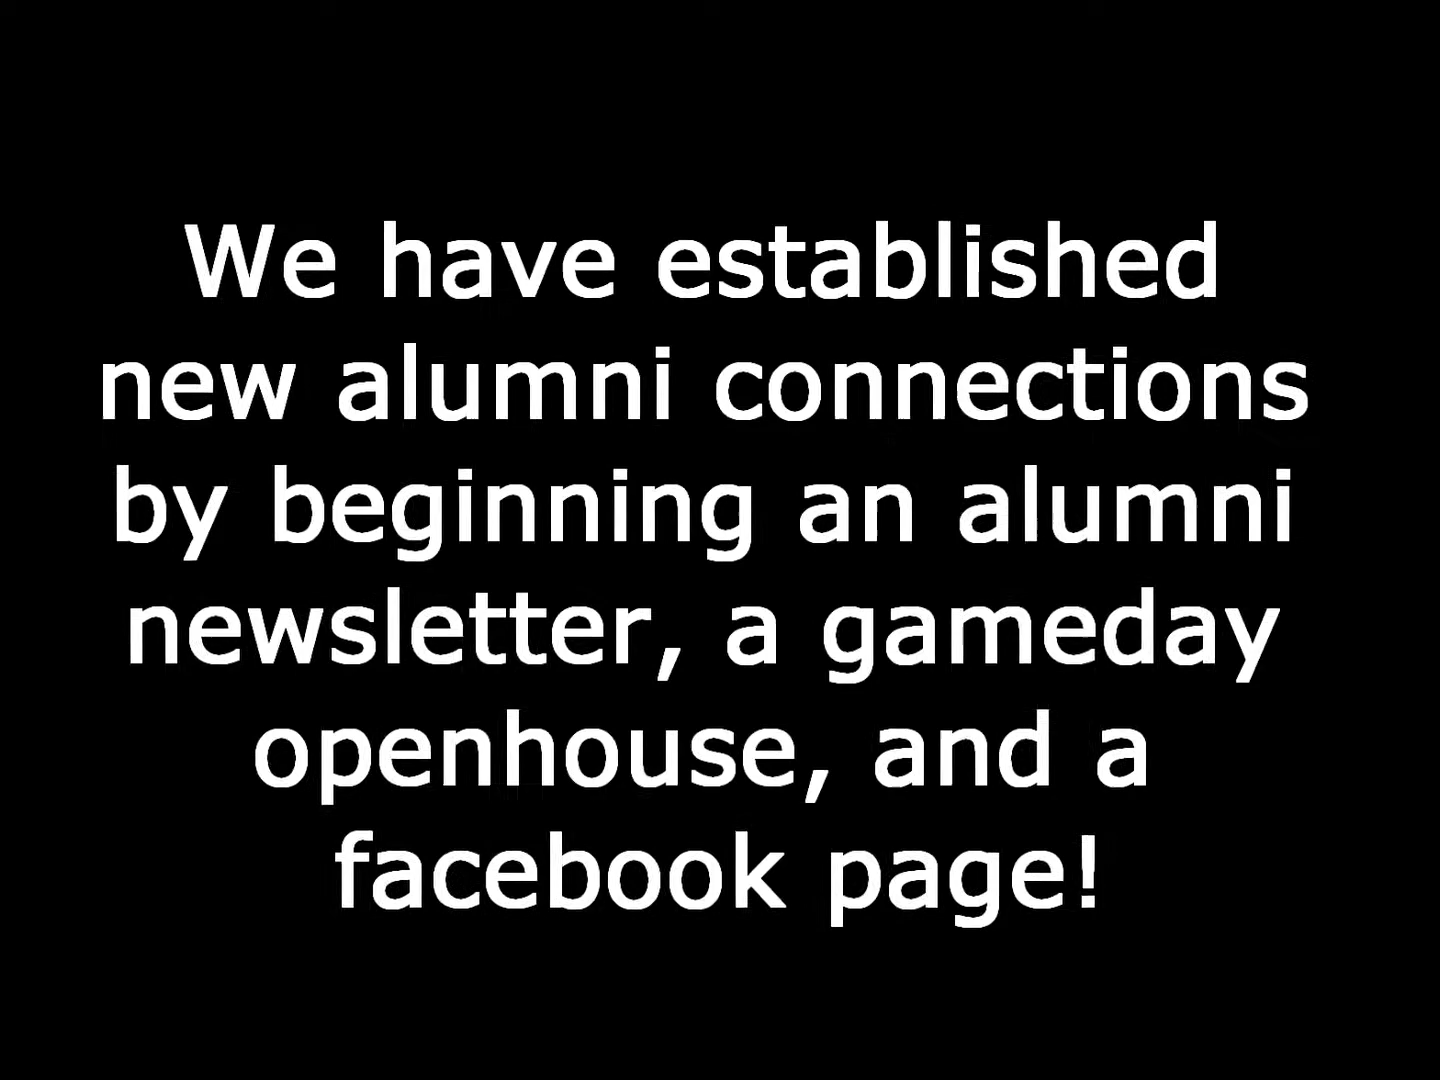 We have established
new alumni connections
by beginning an alumni
newsletter, a gameday
openhouse, and a
facebook page!